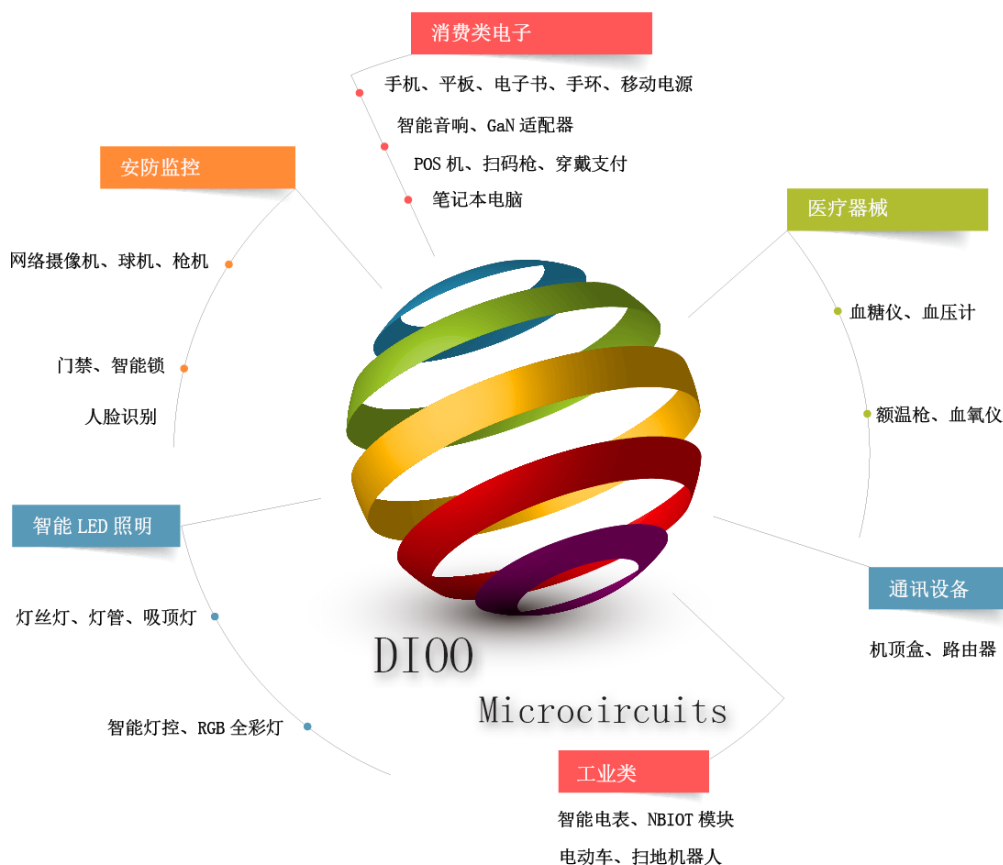 消费类电子
手机、平板、电子书、手环、移动电源
智能音响、GaN 适配器
POS 机、扫码枪、穿戴支付
笔记本电脑
安防监控
网络摄像机、球机、枪机
门禁、智能锁
人脸识别
医疗器械
血糖仪、血压计
额温枪、血氧仪
智能 LED 照明
灯丝灯、灯管、吸顶灯
智能灯控、RGB 全彩灯
通讯设备
机顶盒、路由器
DIOO
Microcircuits
工业类
智能电表、NBIOT 模块
电动车、扫地机器人